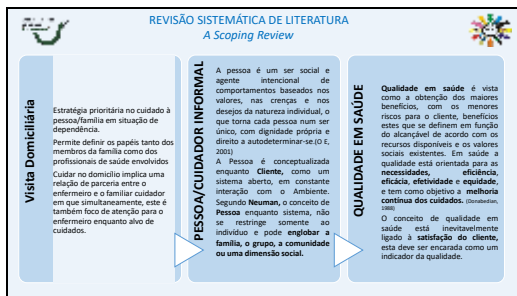 REVISÃO SISTEMÁTICA DE LITERATURA
A Scoping Review
Visita Domiciliária
Estratégia prioritária no cuidado à
pessoa/família em situação de
dependência.
Permite definir os papéis tanto dos
membros da família como dos
profissionais de saúde envolvidos
Cuidar no domicílio implica uma
relação de parceria entre o
enfermeiro e o familiar cuidador
em que simultaneamente, este é
também foco de atenção para o
enfermeiro enquanto alvo de
cuidados.
PESSOA/CUIDADOR INFORMAL
A pessoa é um ser social e
agente intencional de
comportamentos baseados nos
valores, nas crenças e nos
desejos da natureza individual, o
que torna cada pessoa num ser
único, com dignidade própria e
direito a autodeterminar-se.(O E,
2001)
A Pessoa é conceptualizada
enquanto Cliente, como um
sistema aberto, em constante
interação com o Ambiente.
Segundo Neuman, o conceito de
Pessoa enquanto sistema, não
se restringe somente ao
indivíduo e pode englobar a
família, o grupo, a comunidade
ou uma dimensão social.
QUALIDADE EM SAÚDE
Qualidade em saúde é vista
como a obtenção dos maiores
benefícios, com os menores
riscos para o cliente, benefícios
estes que se definem em função
do alcançável de acordo com os
recursos disponíveis e os valores
sociais existentes. Em saúde a
qualidade está orientada para as
necessidades, eficiência,
eficácia, efetividade e equidade,
e tem como objetivo a melhoria
contínua dos cuidados. (Donabedian,
1988)
O conceito de qualidade em
saúde está inevitavelmente
ligado à satisfação do cliente,
esta deve ser encarada como um
indicador da qualidade.